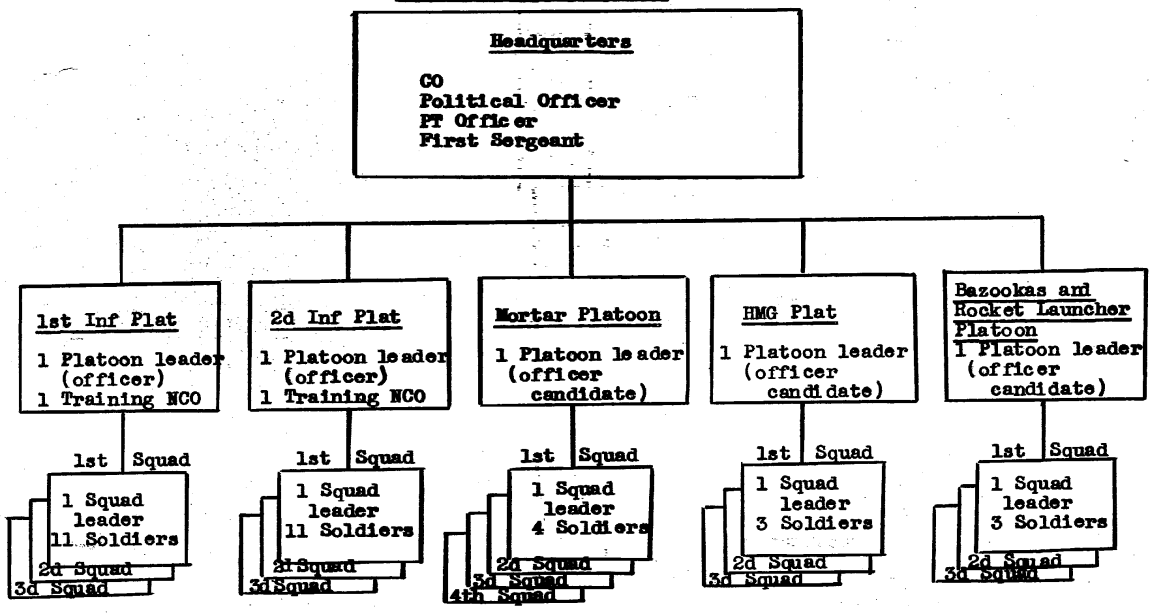 Headquarters
CO
Political Officer
PT Officer
First Sergeant
1st Inf Plat
1 Platoon leader
(officer)
1 Training NCO
2d Inf Plat
1 Platoon leader
(officer)
1 Training NCO
Mortar Platoon
1 Platoon leader
(officer
candidate)
HMG Plat
1 Platoon leader
(officer
candidate)
Bazookas and
Rocket Launcher
Platoon
1 Platoon leader
(officer
candidate)
1st Squad
1 Squad
leader
11 Soldiers
2d Squad
3d Squad
1st Squad
1 Squad
leader
11 Soldiers
2d Squad
3d Squad
1st Squad
1 Squad
leader
4 Soldiers
2d Squad
3d Squad
4th Squad
1st Squad
1 Squad
leader
3 Soldiers
2d Squad
3d Squad
1st Squad
1 Squad
leader
3 Soldiers
2d Squad
3d Squad